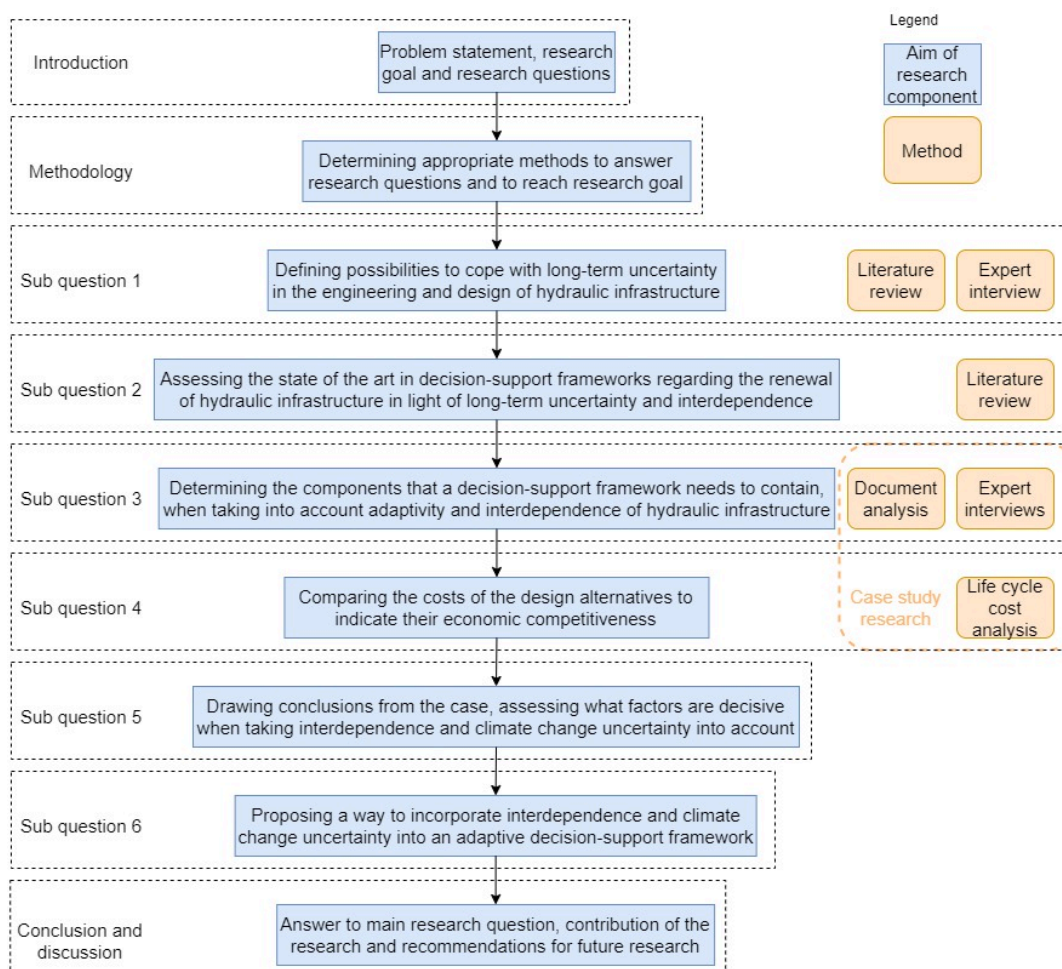 Legend
Aim of
research
component
Method
Introduction
Problem statement, research
goal and research questions
Methodology
Determining appropriate methods to answer
research questions and to reach research goal
Sub question 1
Defining possibilities to cope with long-term uncertainty
in the engineering and design of hydraulic infrastructure
Literature
review
Expert
interview
Sub question 2
Assessing the state of the art in decision-support frameworks regarding the renewal
of hydraulic infrastructure in light of long-term uncertainty and interdependence
Literature
review
Sub question 3
Determining the components that a decision-support framework needs to contain,
when taking into account adaptivity and interdependence of hydraulic infrastructure
Document
analysis
Expert
interviews
Sub question 4
Comparing the costs of the design alternatives to
indicate their economic competitiveness
Case study
research
Life cycle
cost
analysis
Sub question 5
Drawing conclusions from the case, assessing what factors are decisive
when taking interdependence and climate change uncertainty into account
Sub question 6
Proposing a way to incorporate interdependence and climate
change uncertainty into an adaptive decision-support framework
Conclusion and
discussion
Answer to main research question, contribution of the
research and recommendations for future research